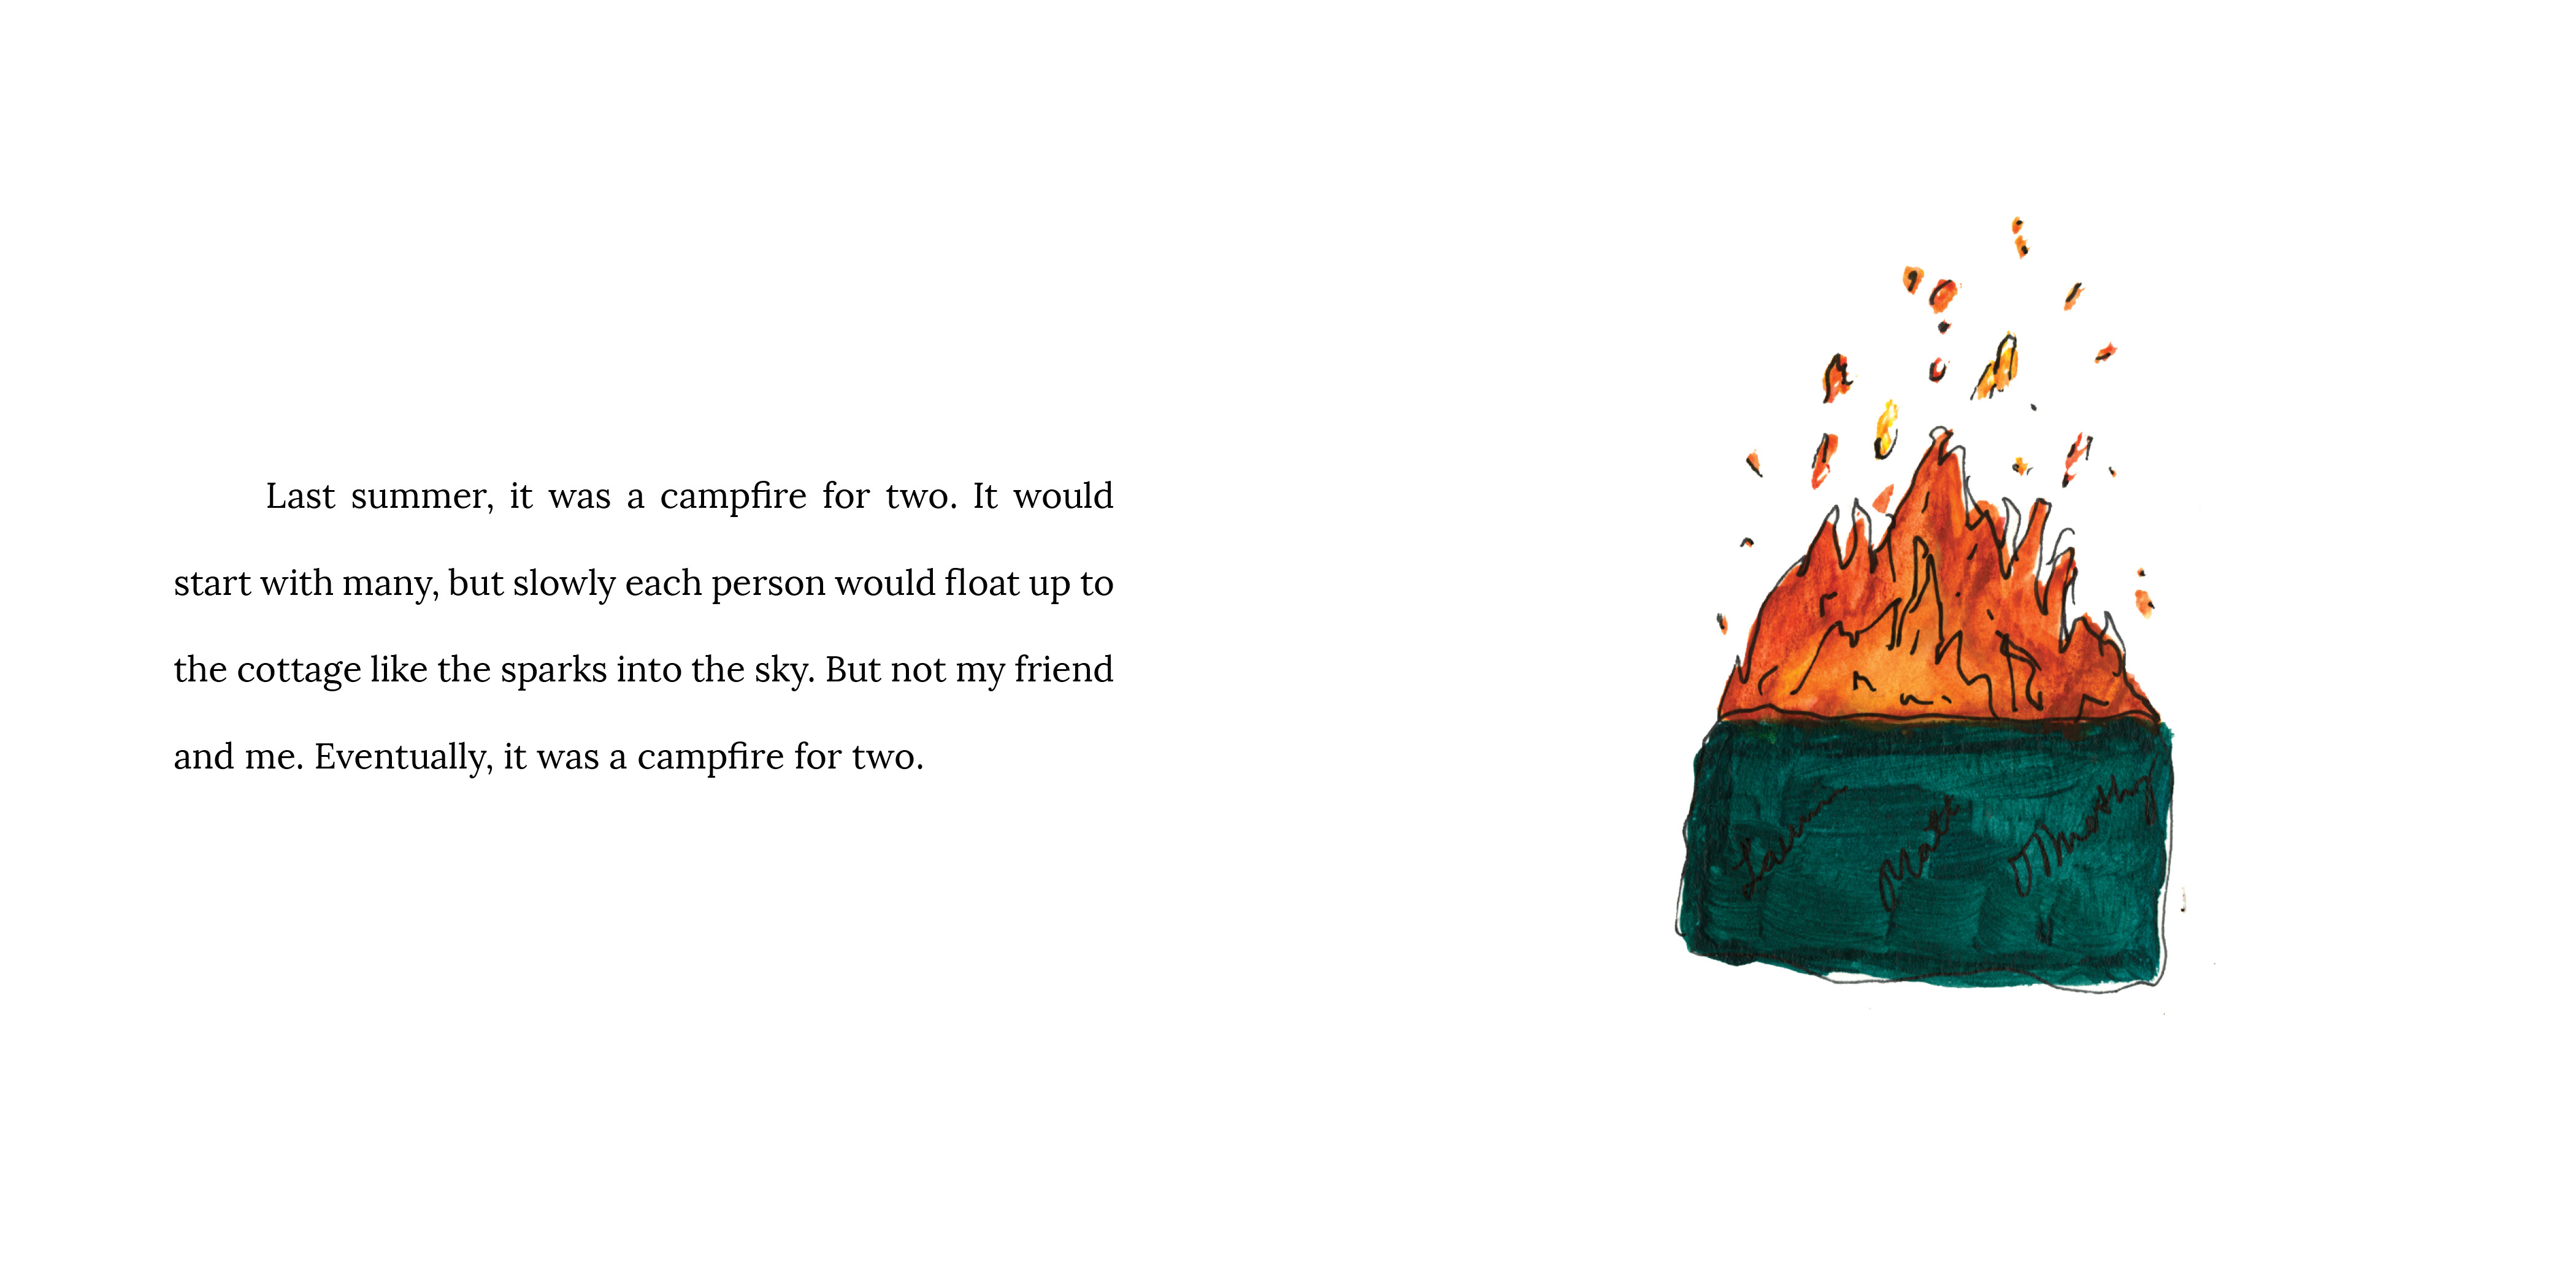 Last summer, it was a campfire for two. It would
start with many, but slowly each person would float up to
the cottage like the sparks into the sky. But not my friend
and me. Eventually, it was a campfire for two.
Matt
Timothy